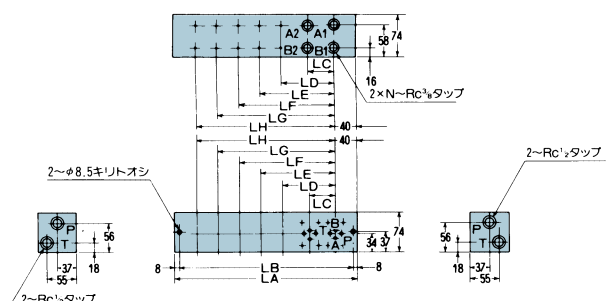 A2 A1
B2 B1
58
74
16
LC
LD
LE
LF
LG
LH
40
2×N~Rc3/8タップ
LH
40
LG
LF
LE
LD
LC
2~φ8.5キリトオシ
2~Rc1/2タップ
B
T
P
A
34
37
74
8
LB
8
LA
P
T
56
18
37
55
2~Rc1/2タップ
56
18
P
T
37
55